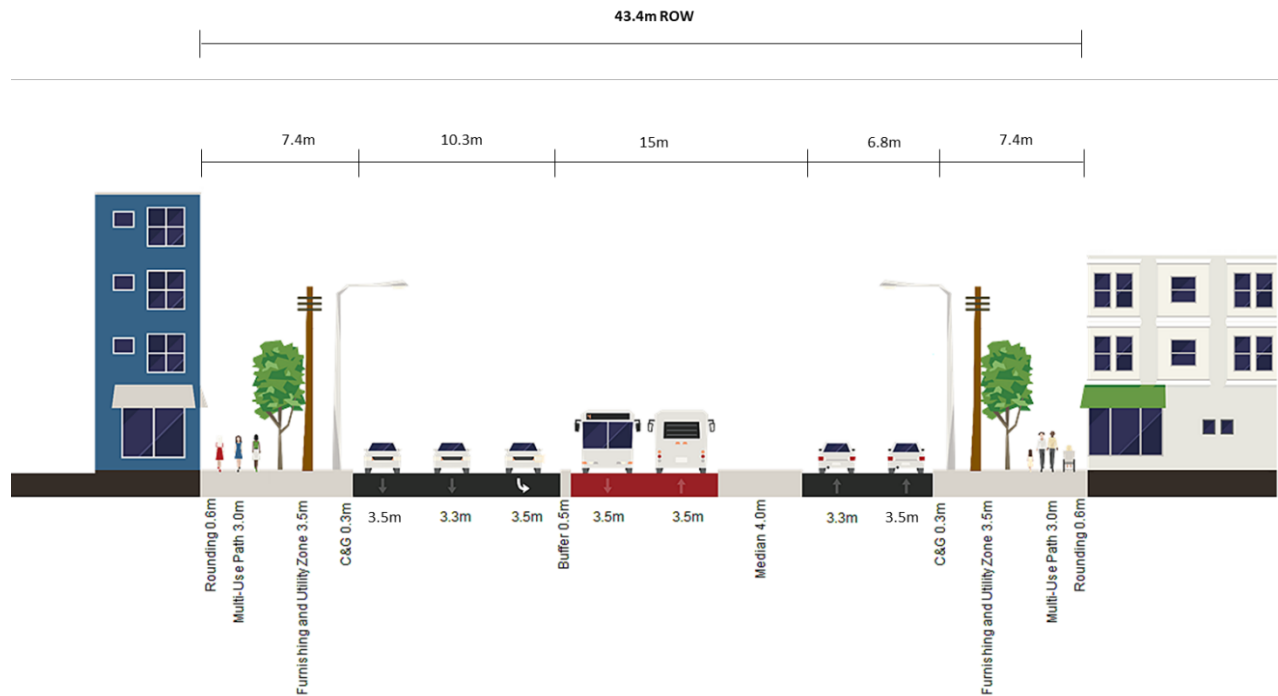 43.4m ROW
7.4m
10.3m
15m
6.8m
7.4m
Rounding 0.6m
Multi-Use Path 3.0m
Furnishing and Utility Zone 3.5m
C&G 0.3m
3.5m
3.3m
3.5m
Buffer 0.5m
3.5m
3.5m
Median 4.0m
3.3m
3.5m
C&G 0.3m
Furnishing and Utility Zone 3.5m
Multi-Use Path 3.0m
Rounding 0.6m